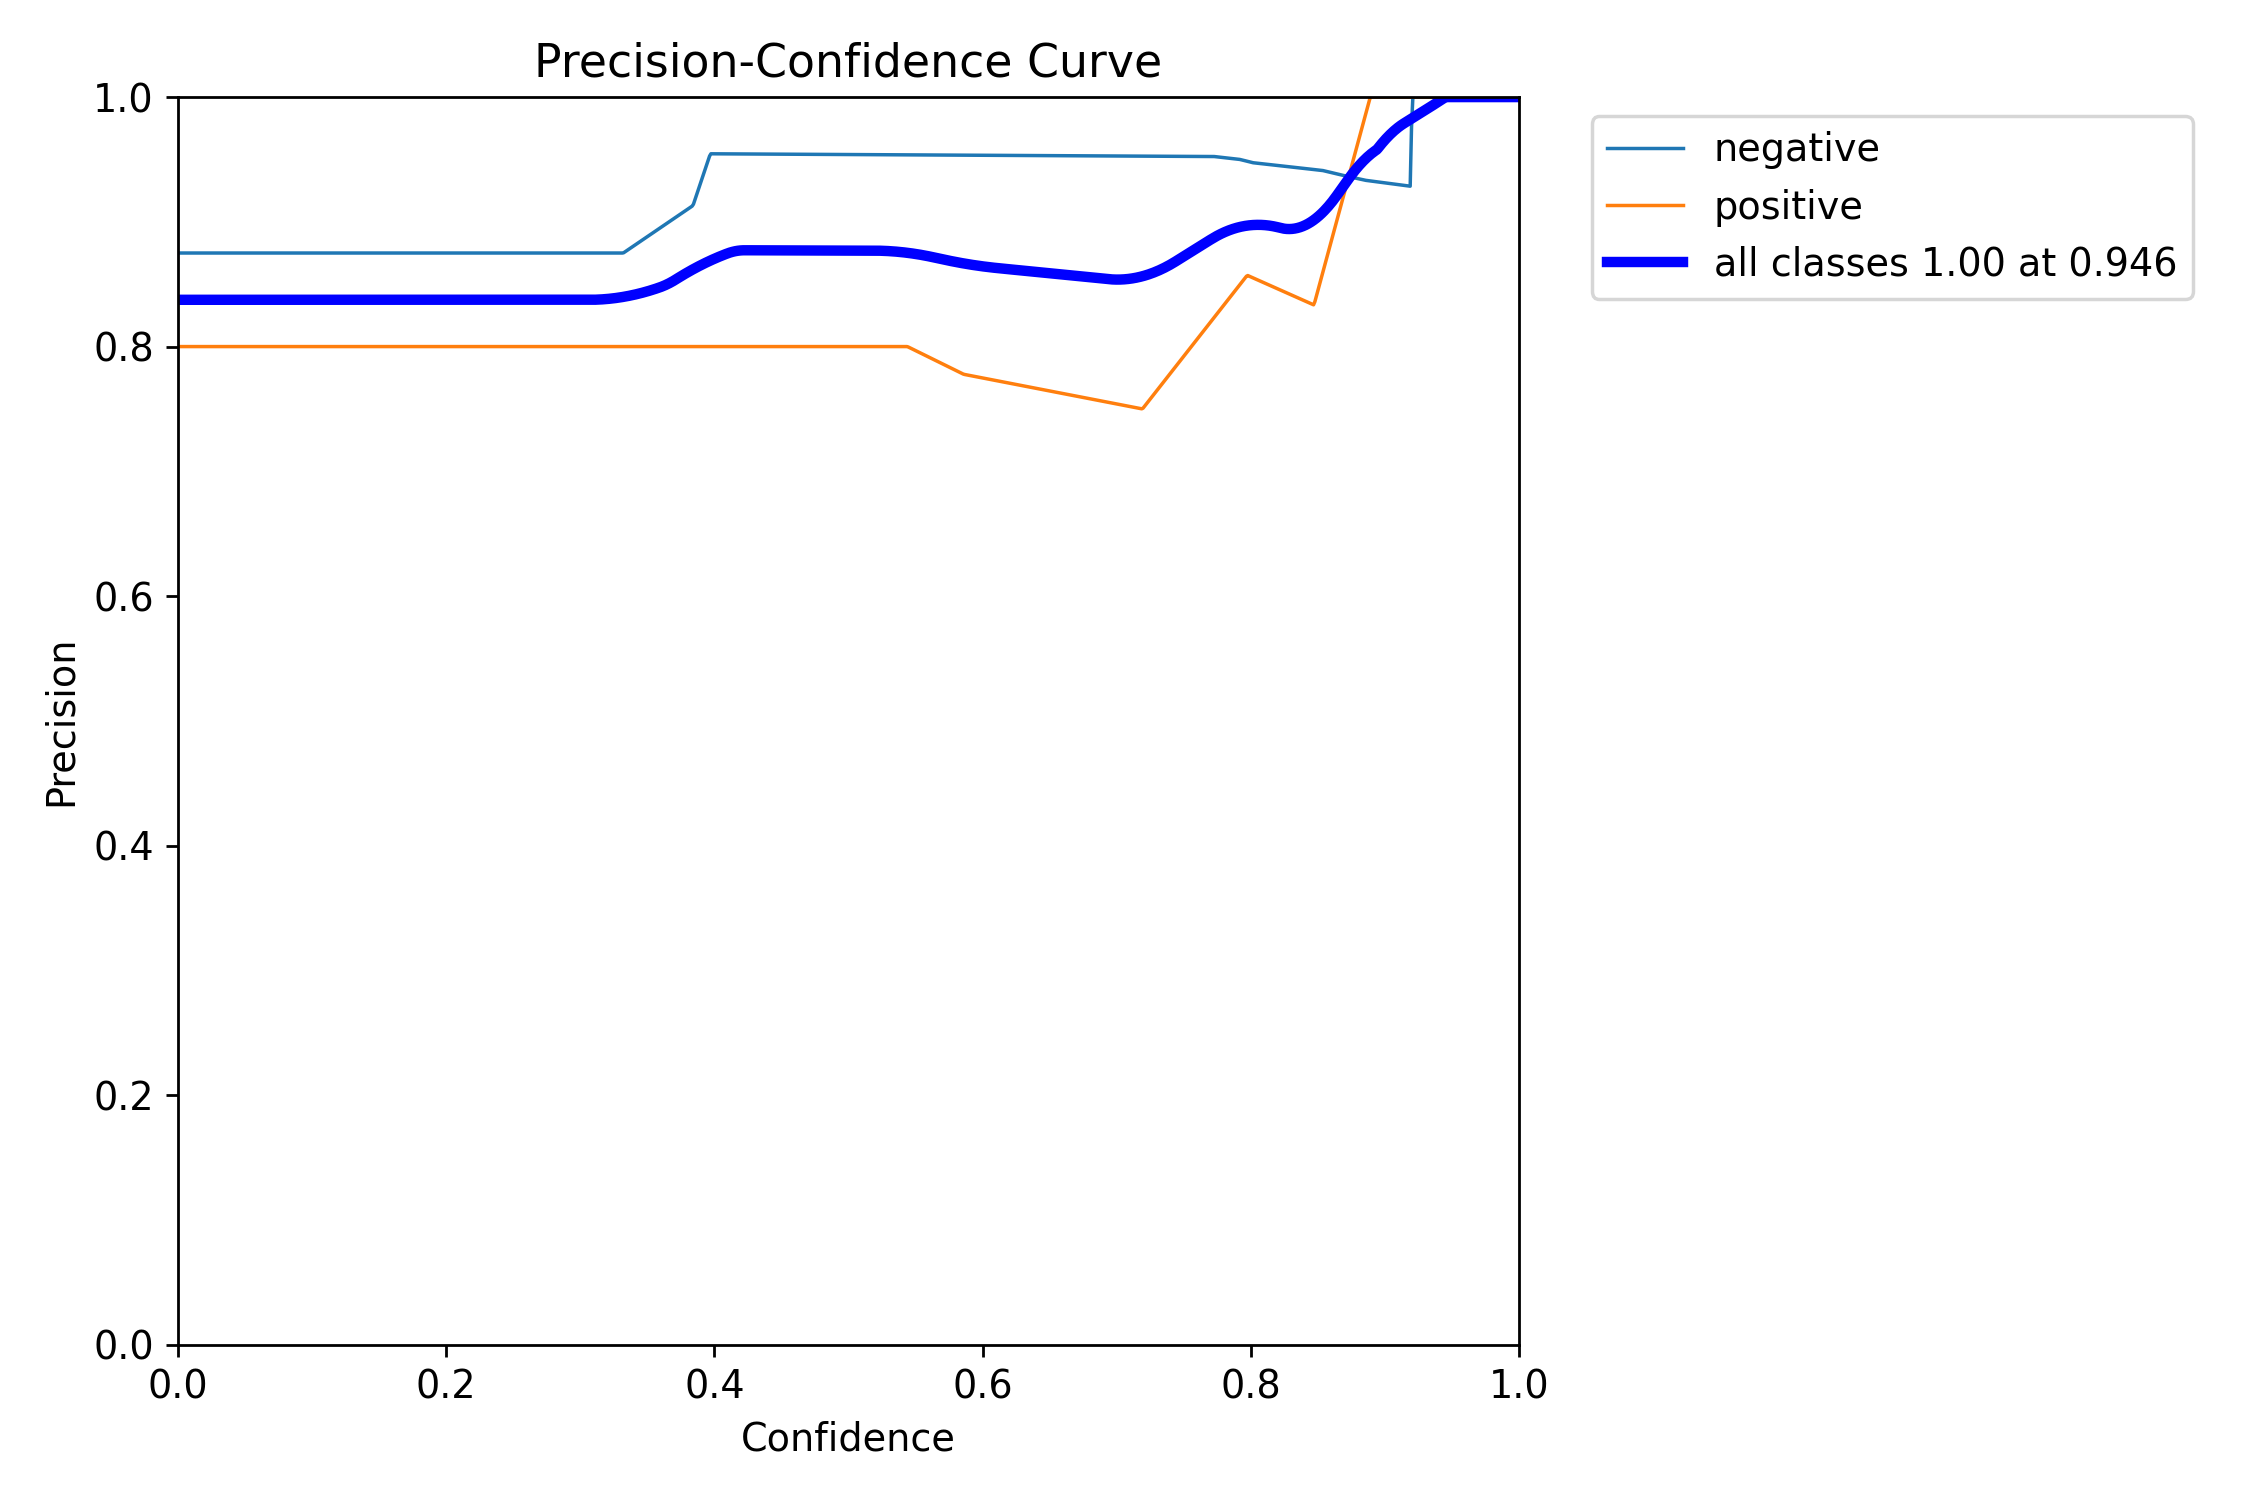 Precision-Confidence Curve
1.0
0.8
0.6
0.4
0.2
0.0
Precision
0.0 0.2 0.4 0.6 0.8 1.0
Confidence
negative
positive
all classes 1.00 at 0.946